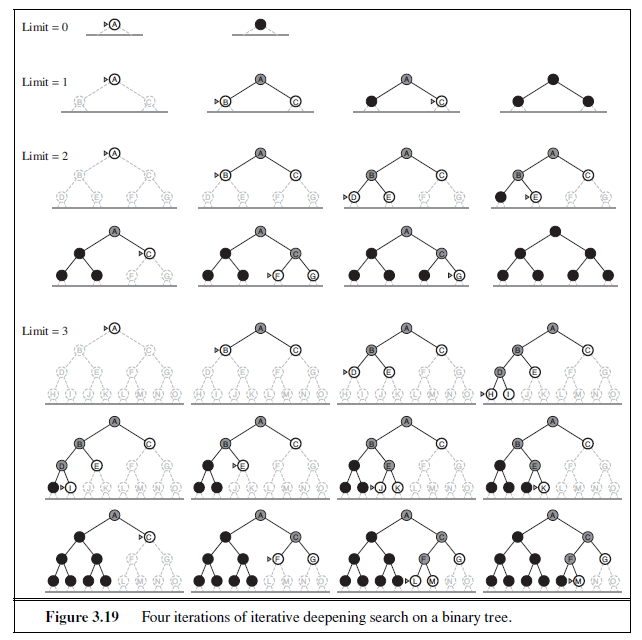 Limit = 0 A
Limit = 1 A A A
B C B C C
Limit = 2 A A A A
B C B C B C B C
D E F G D E F G D E F G E F G
A A A
C C C
F G F G G
Limit = 3 A A A A
B C B C B C B C
D E F G D E F G D E F G D E F G
H I J K L M N O H I J K L M N O H I J K L M N O H I J K L M N O
A A A A
B C B C B C B C
D E F G E F G E F G E F G
I J K L M N O J K L M N O J K L M N O K L M N O
A A A A
C C C C
F G F G F G F G
L M N O L M N O L M N O M N O
Figure 3.19 Four iterations of iterative deepening search on a binary tree.